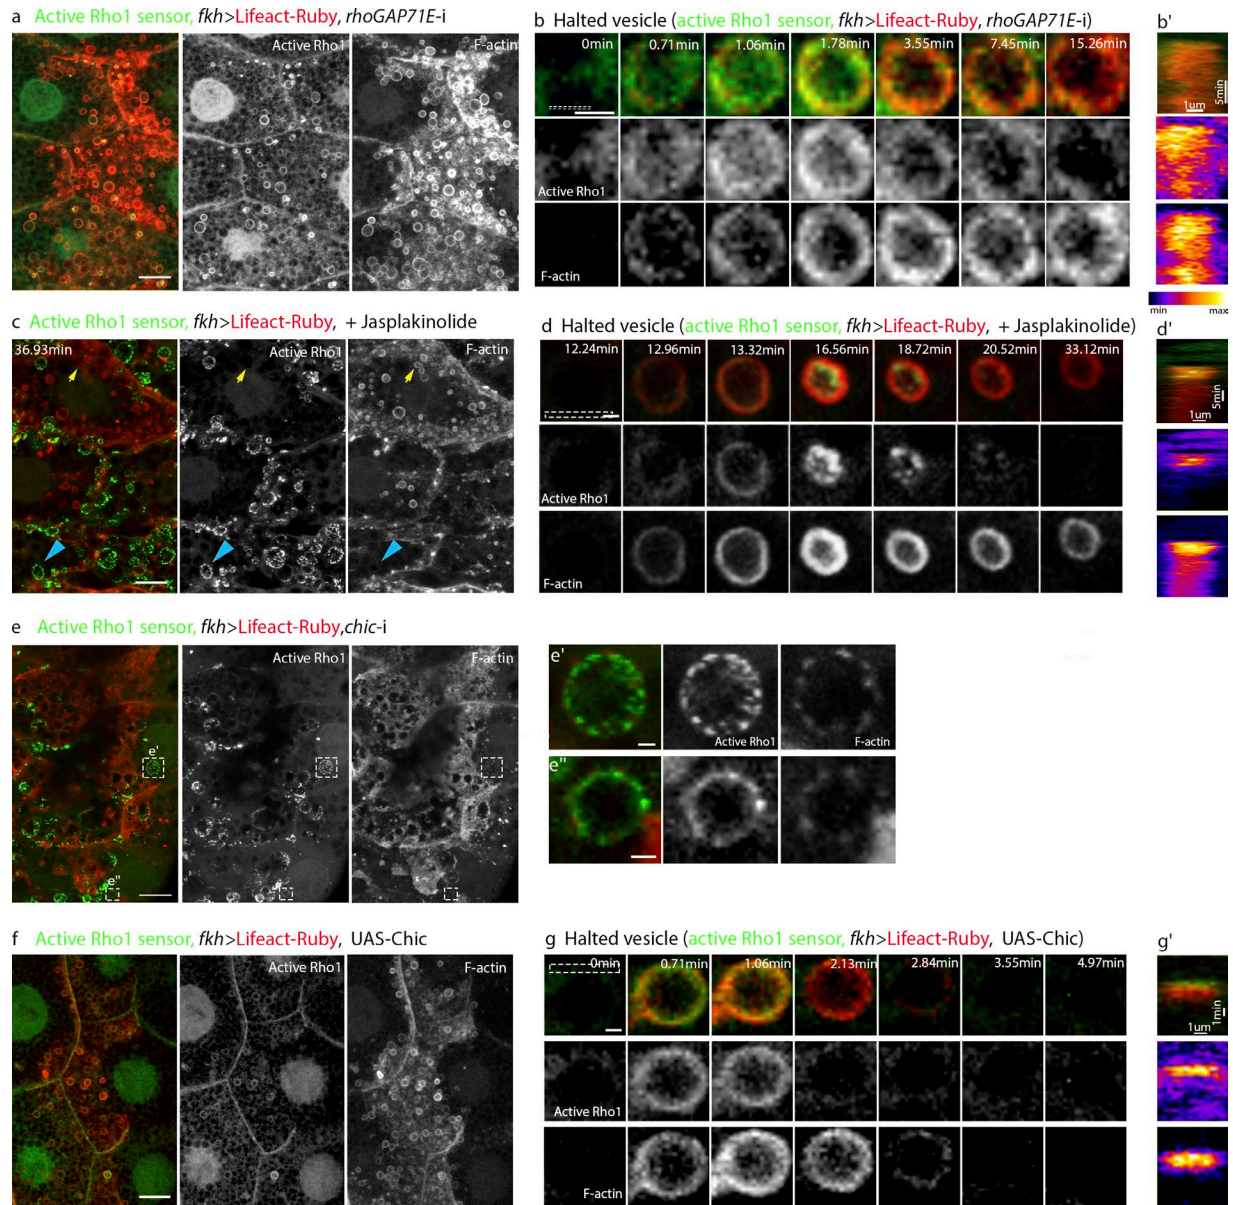 a Active Rho1 sensor, fkh>Lifeact-Ruby, rhoGAP71E-i
Active Rho1
F-actin
b Halted vesicle (active Rho1 sensor, fkh>Lifeact-Ruby, rhoGAP71E-i)
0min 0.71min 1.06min 1.78min 3.55min 7.45min 15.26min
Active Rho1
F-actin
b'
1um
5min
min max
c Active Rho1 sensor, fkh>Lifeact-Ruby, + Jasplakinolide
36.93min
Active Rho1
F-actin
d Halted vesicle (active Rho1 sensor, fkh>Lifeact-Ruby, + Jasplakinolide)
12.24min 12.96min 13.32min 16.56min 18.72min 20.52min 33.12min
Active Rho1
F-actin
d'
1um
5min
e Active Rho1 sensor, fkh>Lifeact-Ruby,chic-i
Active Rho1
F-actin
e'
e"
e'
Active Rho1
F-actin
e"
f Active Rho1 sensor, fkh>Lifeact-Ruby, UAS-Chic
Active Rho1
F-actin
g Halted vesicle (active Rho1 sensor, fkh>Lifeact-Ruby, UAS-Chic)
0min 0.71min 1.06min 2.13min 2.84min 3.55min 4.97min
Active Rho1
F-actin
g'
1um
1min